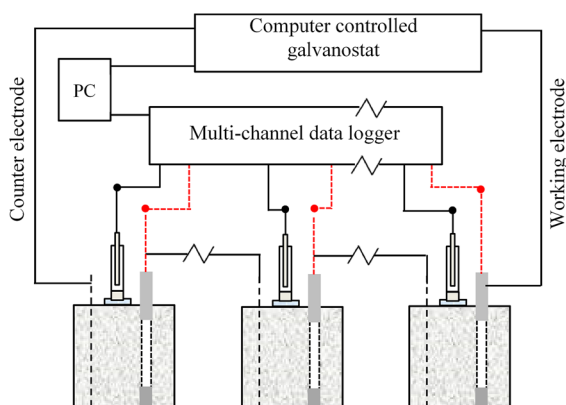 Computer controlled
galvanostat
PC
Multi-channel data logger
Counter electrode
Working electrode